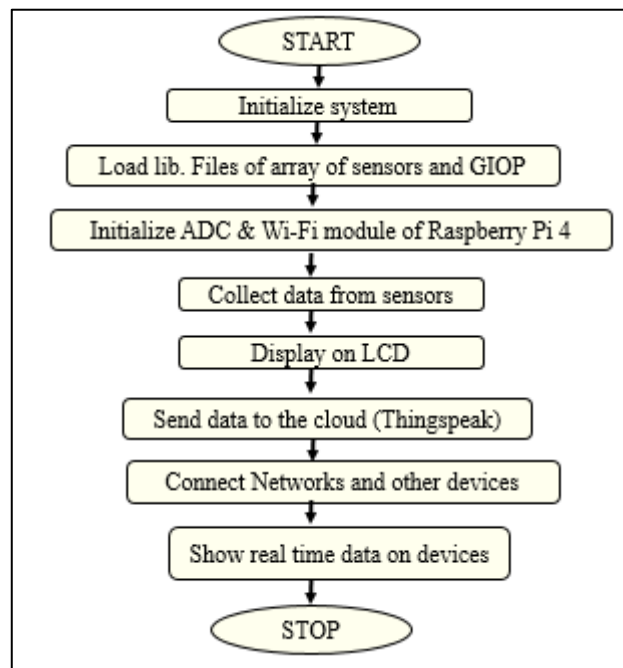 START
Initialize system
Load lib. Files of array of sensors and GIOP
Initialize ADC & Wi-Fi module of Raspberry Pi 4
Collect data from sensors
Display on LCD
Send data to the cloud (Thingspeak)
Connect Networks and other devices
Show real time data on devices
STOP